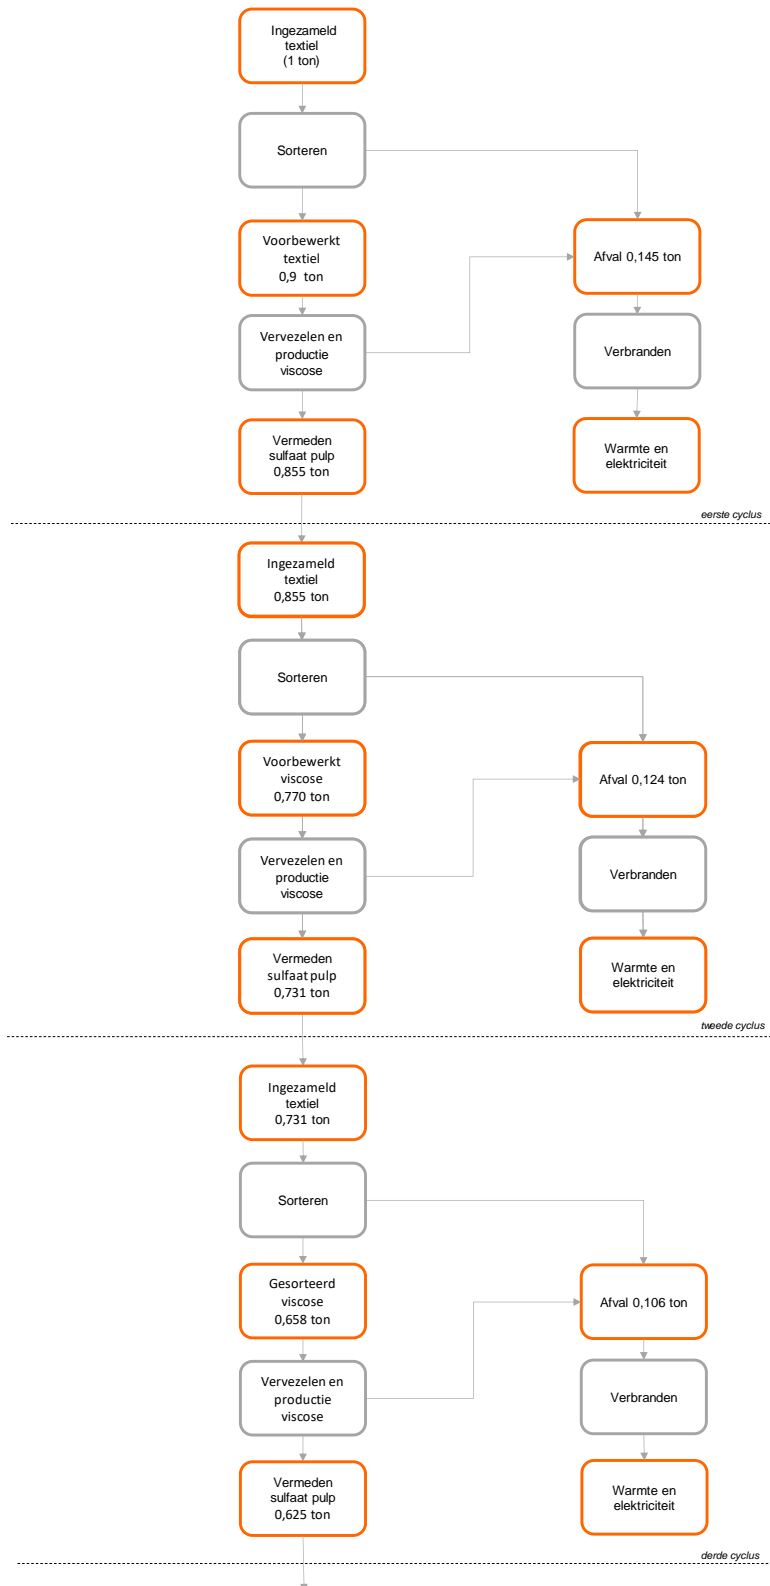 Ingezameld
textiel
(1 ton)
Sorteren
Voorbewerkt
textiel
0,9 ton
Afval 0,145 ton
Vervezelen en
productie
viscose
Verbranden
Vermeden
sulfaat pulp
0,855 ton
Warmte en
elektriciteit
eerste cyclus
Ingezameld
textiel
0,855 ton
Sorteren
Voorbewerkt
viscose
0,770 ton
Afval 0,124 ton
Vervezelen en
productie
viscose
Verbranden
Vermeden
sulfaat pulp
0,731 ton
Warmte en
elektriciteit
tweede cyclus
Ingezameld
textiel
0,731 ton
Sorteren
Gesorteerd
viscose
0,658 ton
Afval 0,106 ton
Vervezelen en
productie
viscose
Verbranden
Vermeden
sulfaat pulp
0,625 ton
Warmte en
elektriciteit
derde cyclus